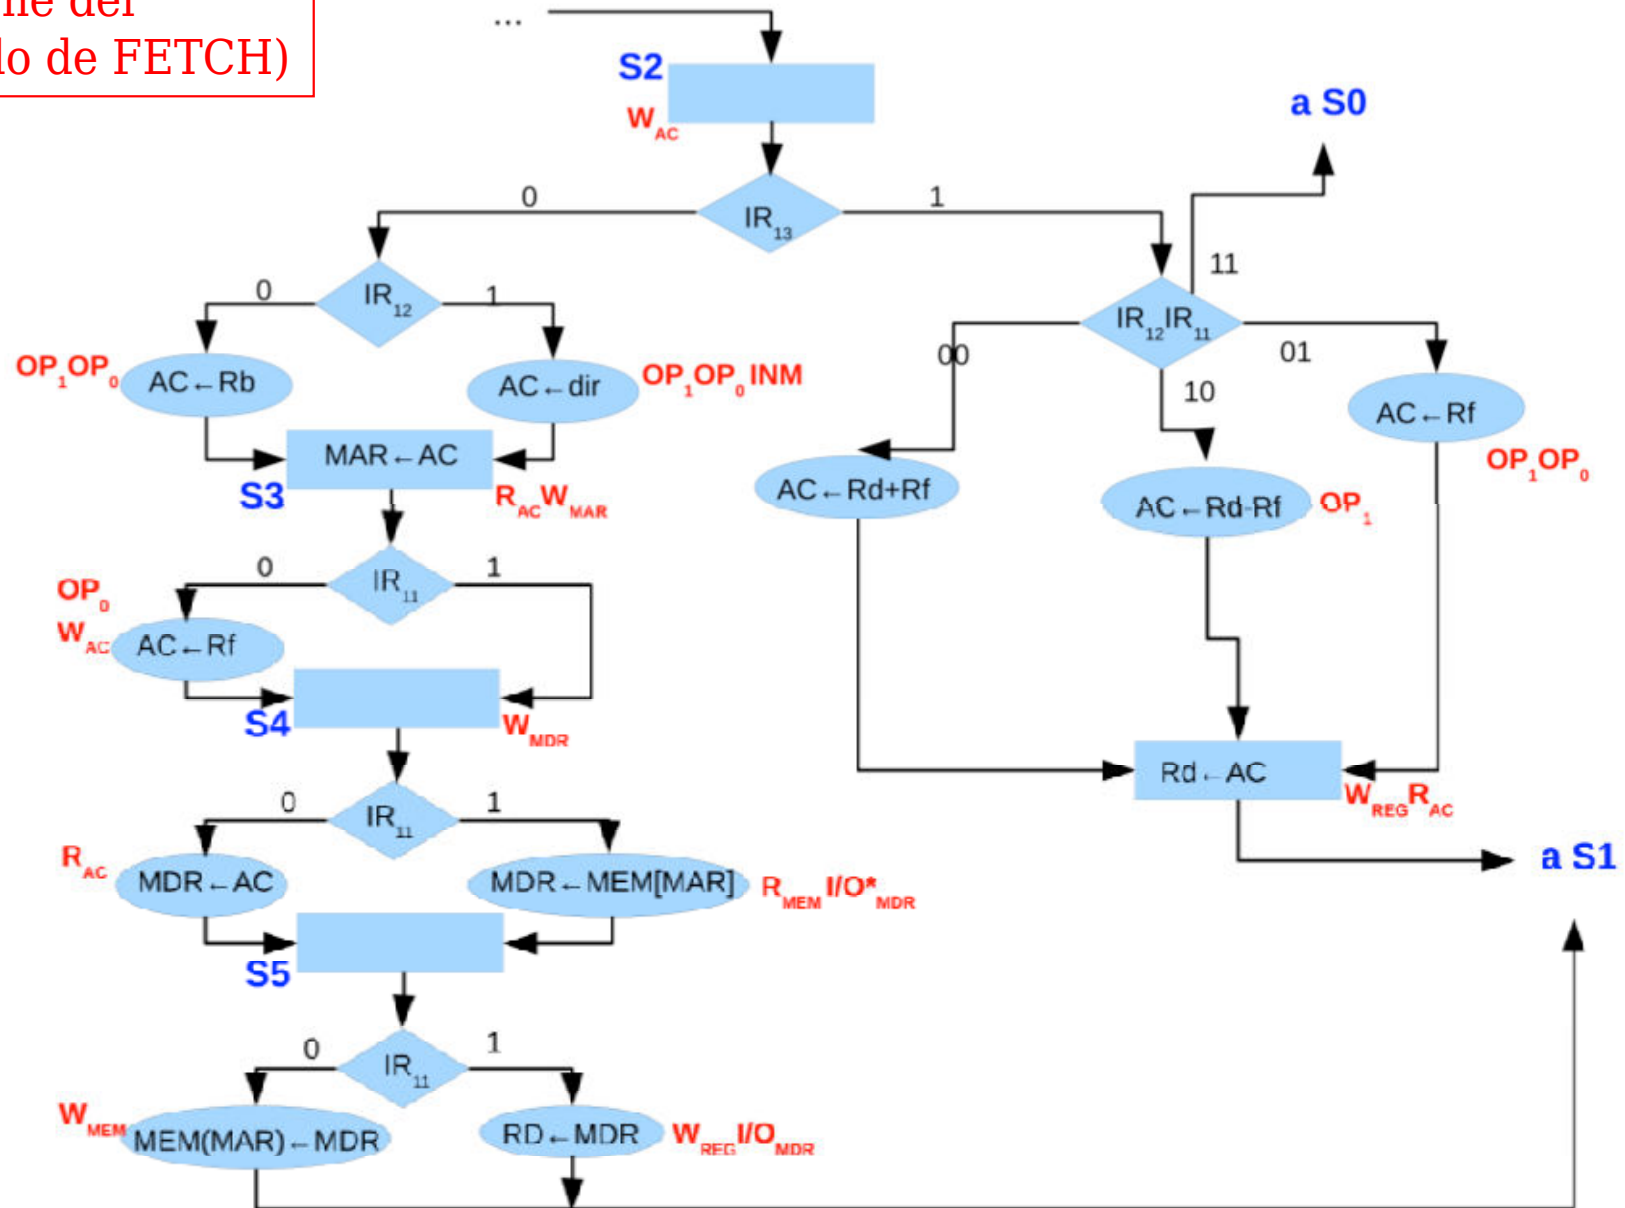 do de FETCH)
...
S2
W AC
a S0
IR 13
0
1
11
IR 12
0
1
IR 12 IR 11
00
01
10
OP 1 OP 0
AC←Rb
AC←dir
OP 1 OP 0 INM
AC←Rf
OP 1 OP 0
MAR←AC
S3
R AC W MAR
AC←Rd+Rf
AC←Rd-Rf
OP 1
IR 11
0
1
OP 0
W AC
AC←Rf
S4
W MDR
Rd←AC
W REG R AC
IR 11
0
1
R AC
MDR←AC
MDR←MEM[MAR]
R MEM I/O* MDR
a S1
S5
IR 11
0
1
W MEM
MEM(MAR)←MDR
RD←MDR
W REG I/O MDR